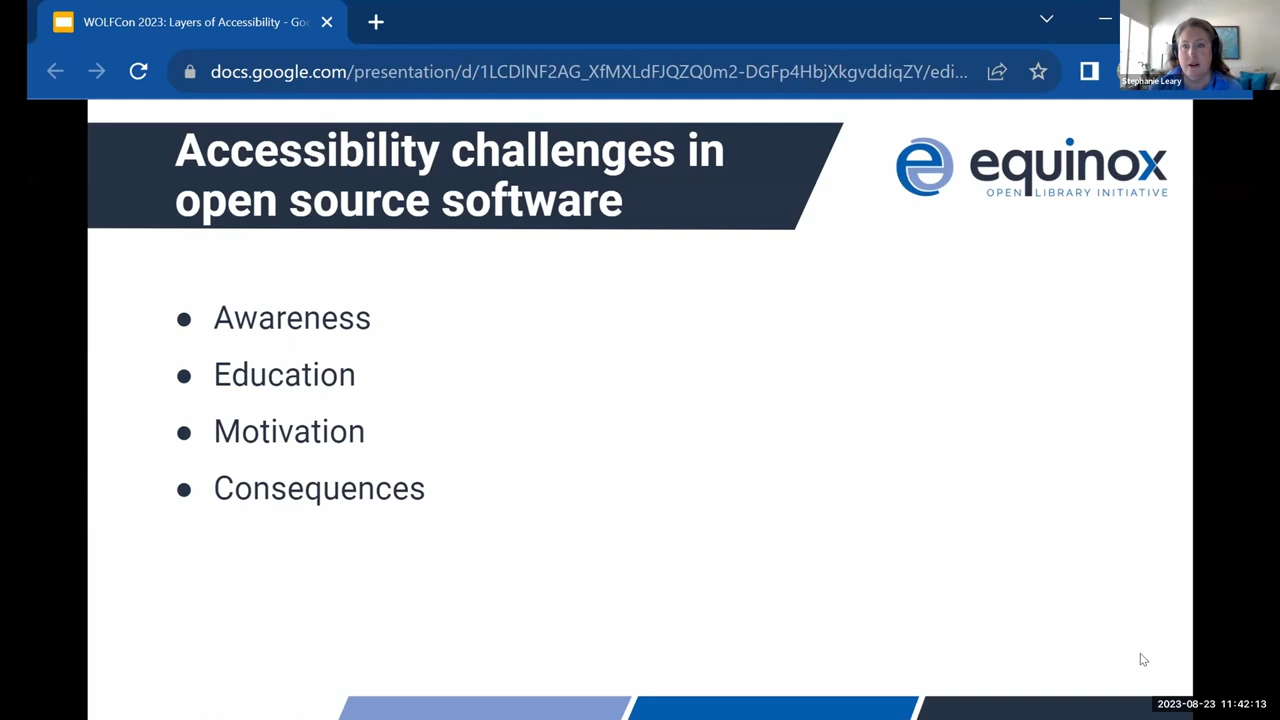 WOLFCon 2023: Layers of Accessibility - Goo
docs.google.com/presentation/d/1LCDlNF2AG_XfMXLdFJQZQ0m2-DGFp4HbjXkgvddiqZY/edi...
Stephanie Leary
Accessibility challenges in
open source software
equinox
OPEN LIBRARY INITIATIVE
● Awareness
● Education
● Motivation
● Consequences
2023-08-23 11:42:13